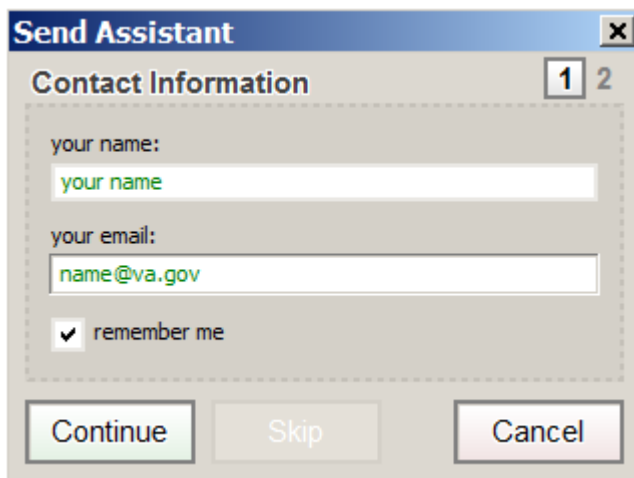 Send Assistant
Contact Information 1 2
your name:
your name
your email:
name@va.gov
remember me
Continue Skip Cancel